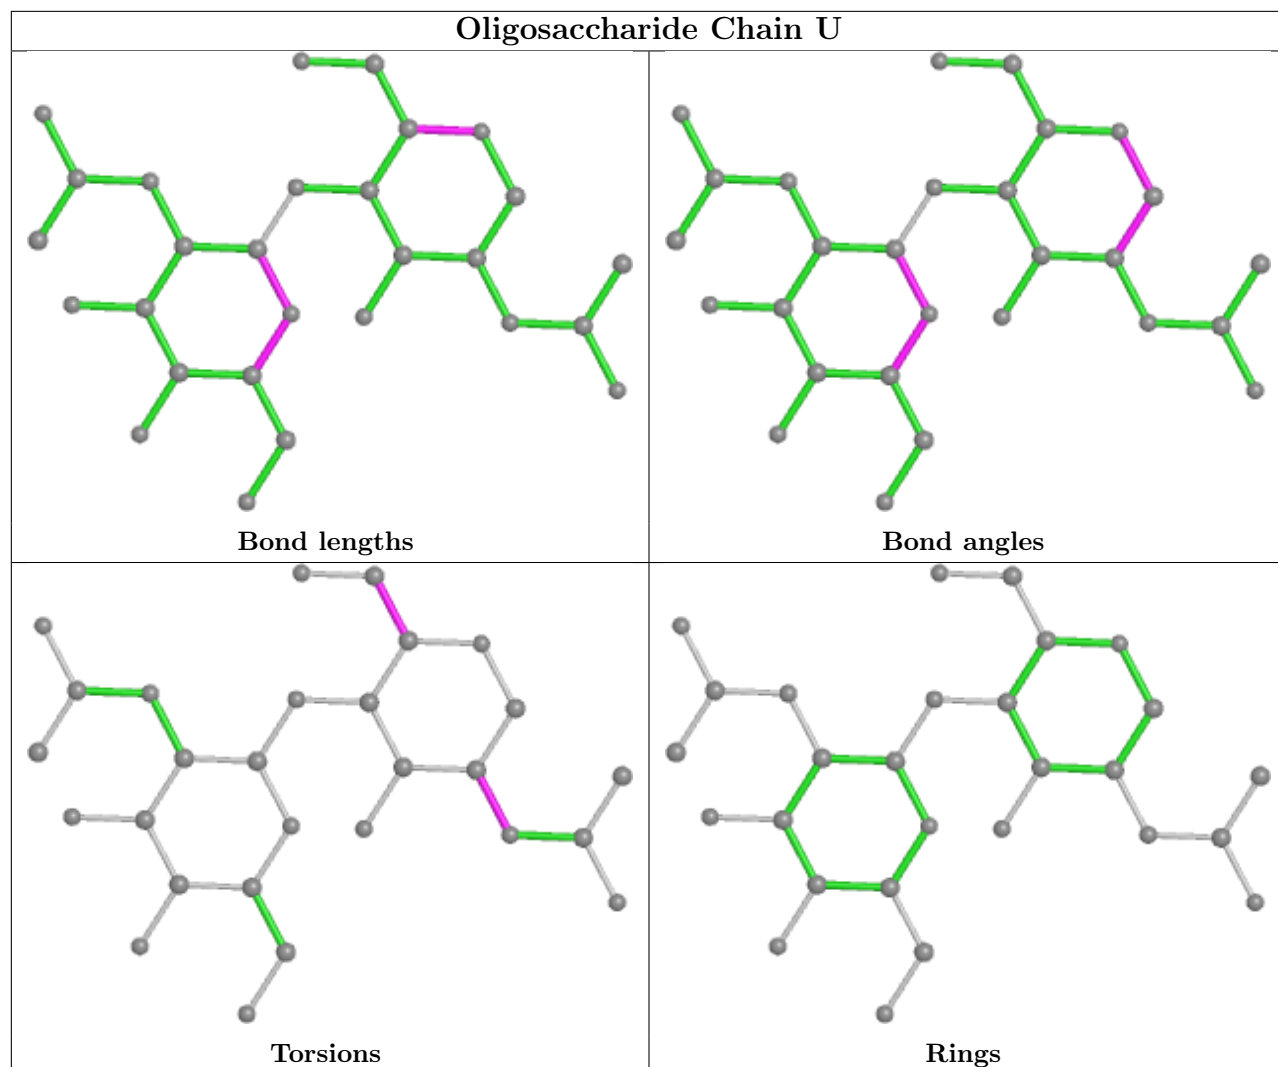 Oligosaccharide Chain U
Bond lengths
Bond angles
Torsions
Rings